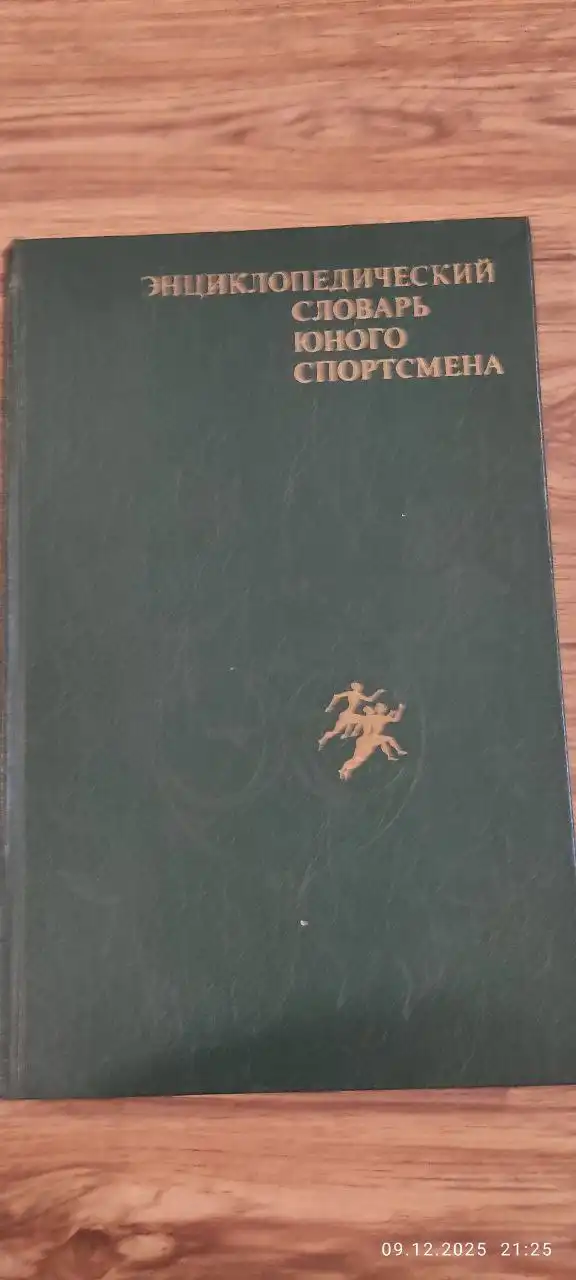 ЭНЦИКЛОПЕДИЧЕСКИЙ
СЛОВАРЬ
ЮНОГО
СПОРТСМЕНА
09.12.2025 21:25